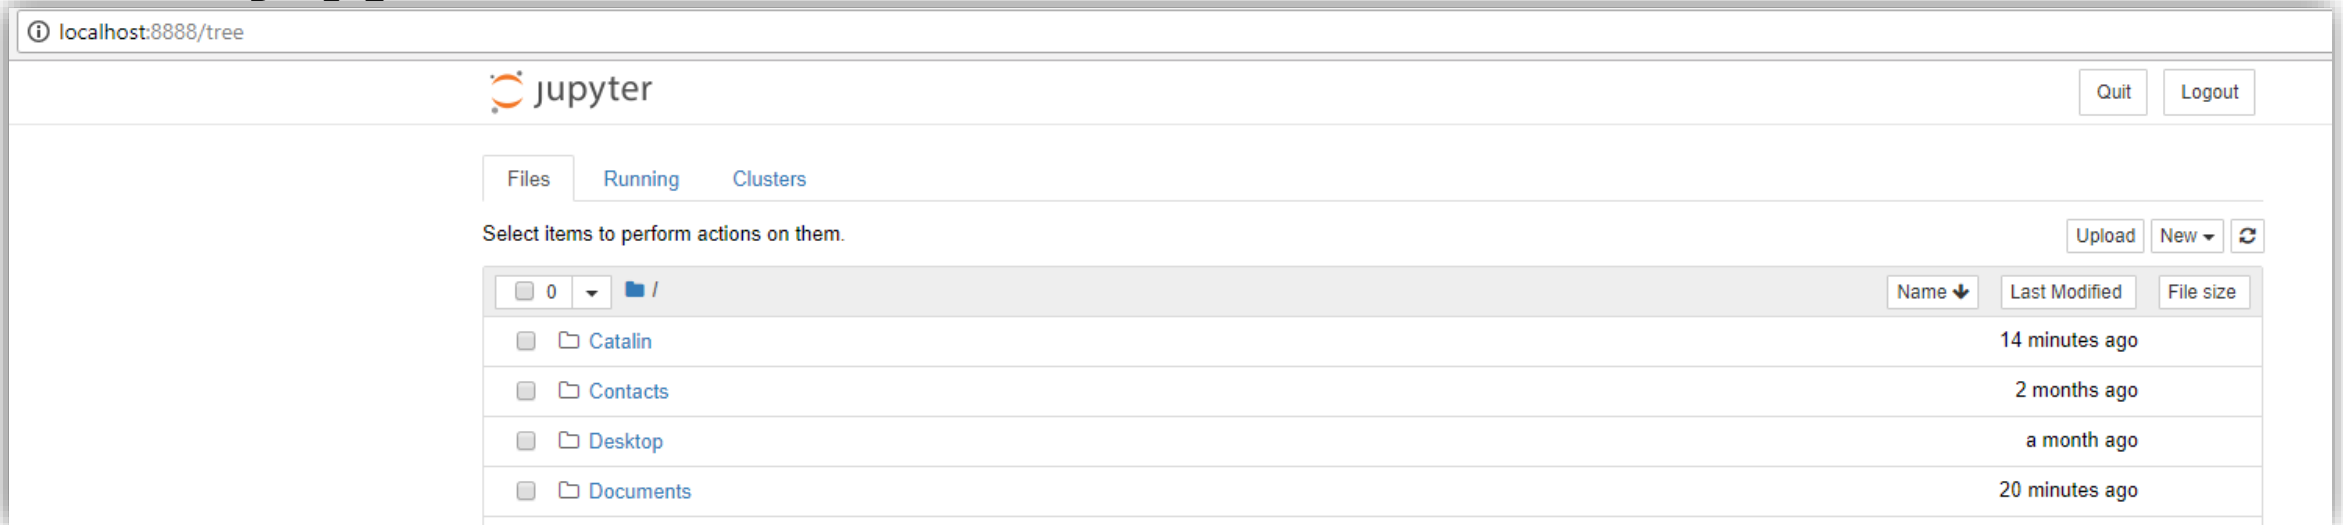 localhost:8888/tree
jupyter
Quit Logout
Files Running Clusters
Select items to perform actions on them.
Upload New
0 / Name Last Modified File size
Catalin 14 minutes ago
Contacts 2 months ago
Desktop a month ago
Documents 20 minutes ago